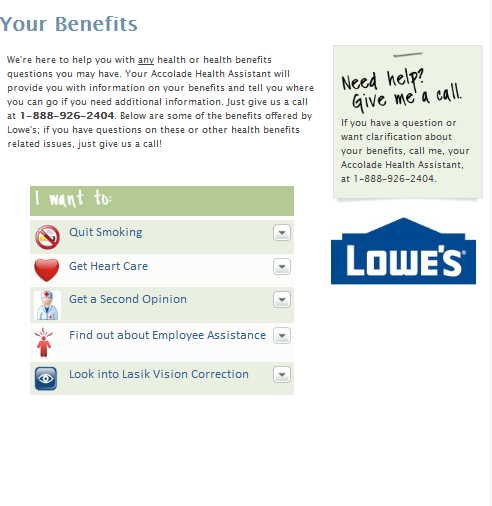 Your Benefits
We're here to help you with any health or health benefits
questions you may have. Your Accolade Health Assistant will
provide you with information on your benefits and tell you where
you can go if you need additional information. Just give us a call
at 1-888-926-2404. Below are some of the benefits offered by
Lowe's; if you have questions on these or other health benefits
related issues, just give us a call!
I want to:
Quit Smoking
Get Heart Care
Get a Second Opinion
Find out about Employee Assistance
Look into Lasik Vision Correction
Need help?
Give me a call.
If you have a question or
want clarification about
your benefits, call me, your
Accolade Health Assistant,
at 1-888-926-2404.
LOWE'S®